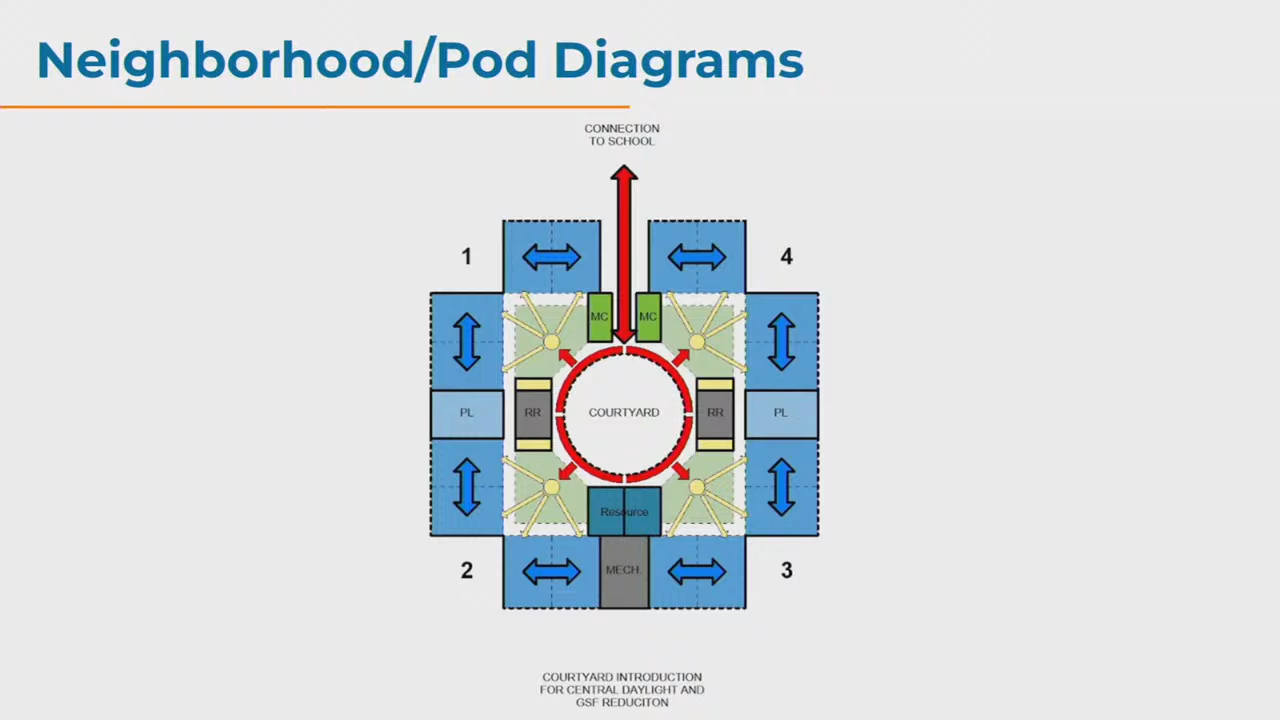 Neighborhood/Pod Diagrams
CONNECTION
TO SCHOOL
1
4
MC
MC
PL
RR
COURTYARD
RR
PL
Resource
2
MECH.
3
COURTYARD INTRODUCTION
FOR CENTRAL DAYLIGHT AND
GSF REDUCITON